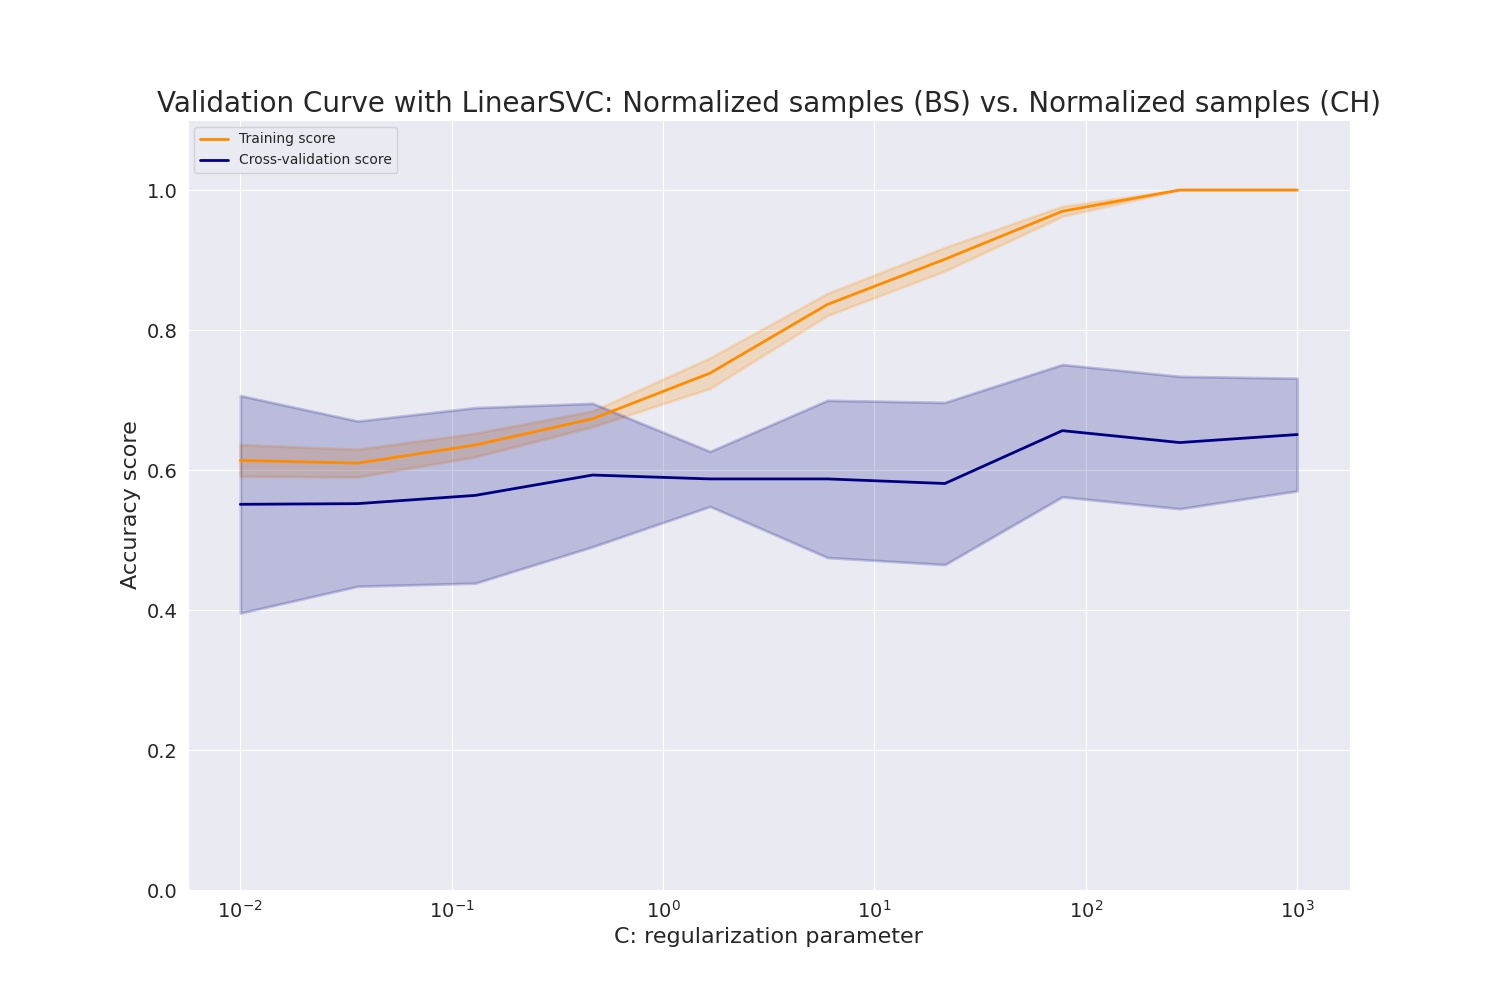 Validation Curve with LinearSVC: Normalized samples (BS) vs. Normalized samples (CH)
Training score
Cross-validation score
1.0
0.8
0.6
0.4
0.2
0.0
Accuracy score
10⁻² 10⁻¹ 10⁰ 10¹ 10² 10³
C: regularization parameter